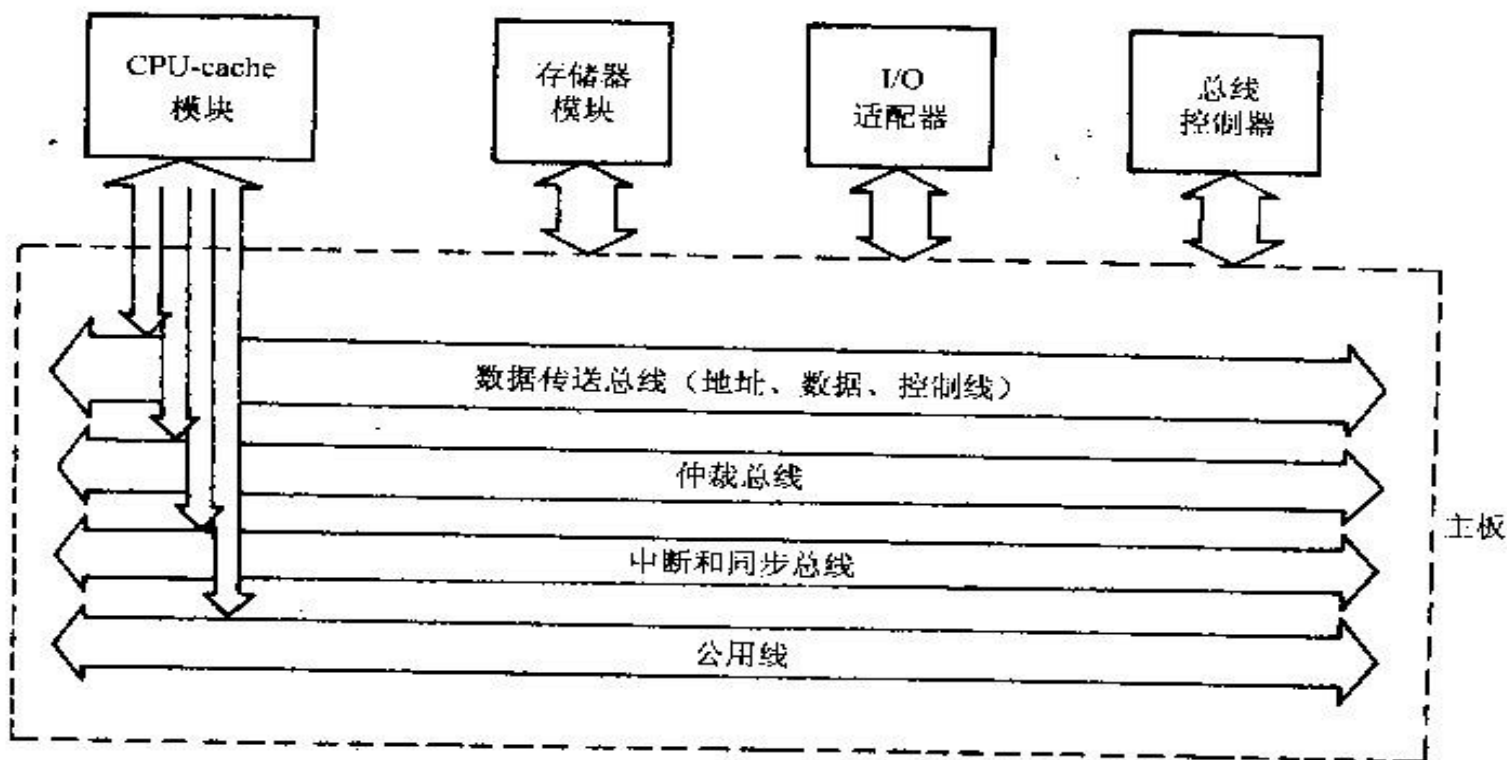 CPU-cache
模块
存储器
模块
I/O
适配器
总线
控制器
数据传送总线（地址、数据、控制线）
仲裁总线
中断和同步总线
公用线
主板